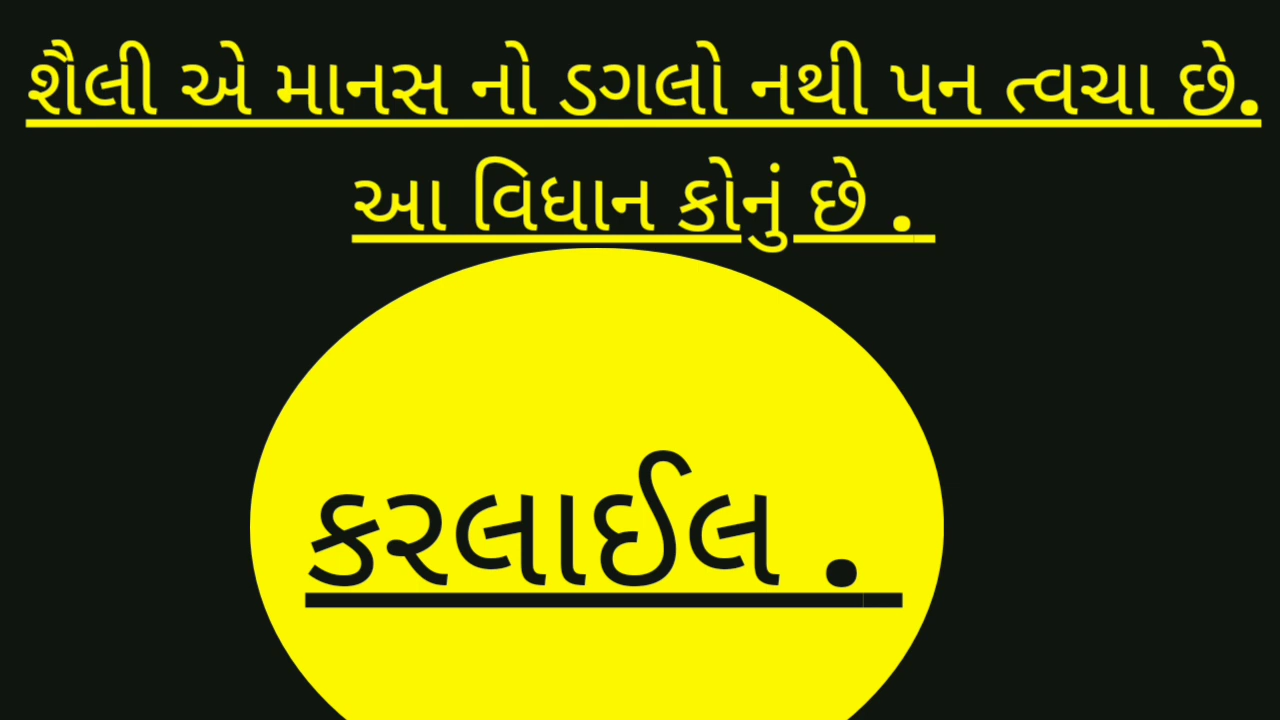 શૈલી એ માનસ નો ડગલો નથી પન ત્વચા છે.
આ વિધાન કોનું છે .
કરલાઈલ .